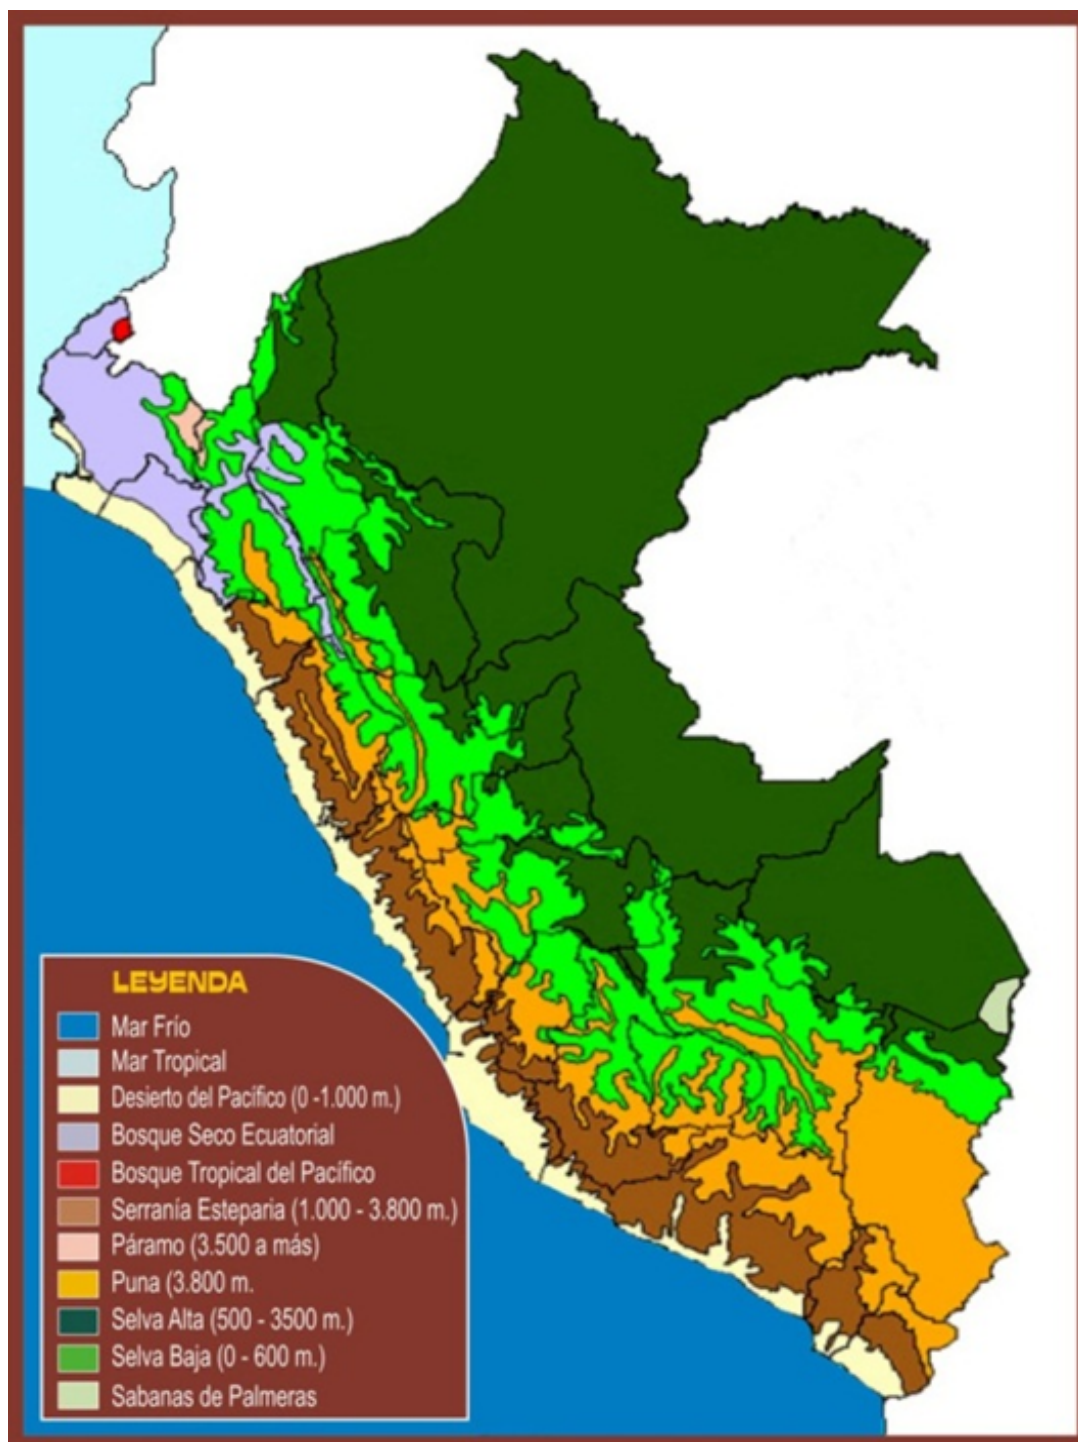 LEYENDA
Mar Frío
Mar Tropical
Desierto del Pacífico (0 -1.000 m.)
Bosque Seco Ecuatorial
Bosque Tropical del Pacífico
Serranía Esteparia (1.000 - 3.800 m.)
Páramo (3.500 a más)
Puna (3.800 m.
Selva Alta (500 - 3500 m.)
Selva Baja (0 - 600 m.)
Sabanas de Palmeras